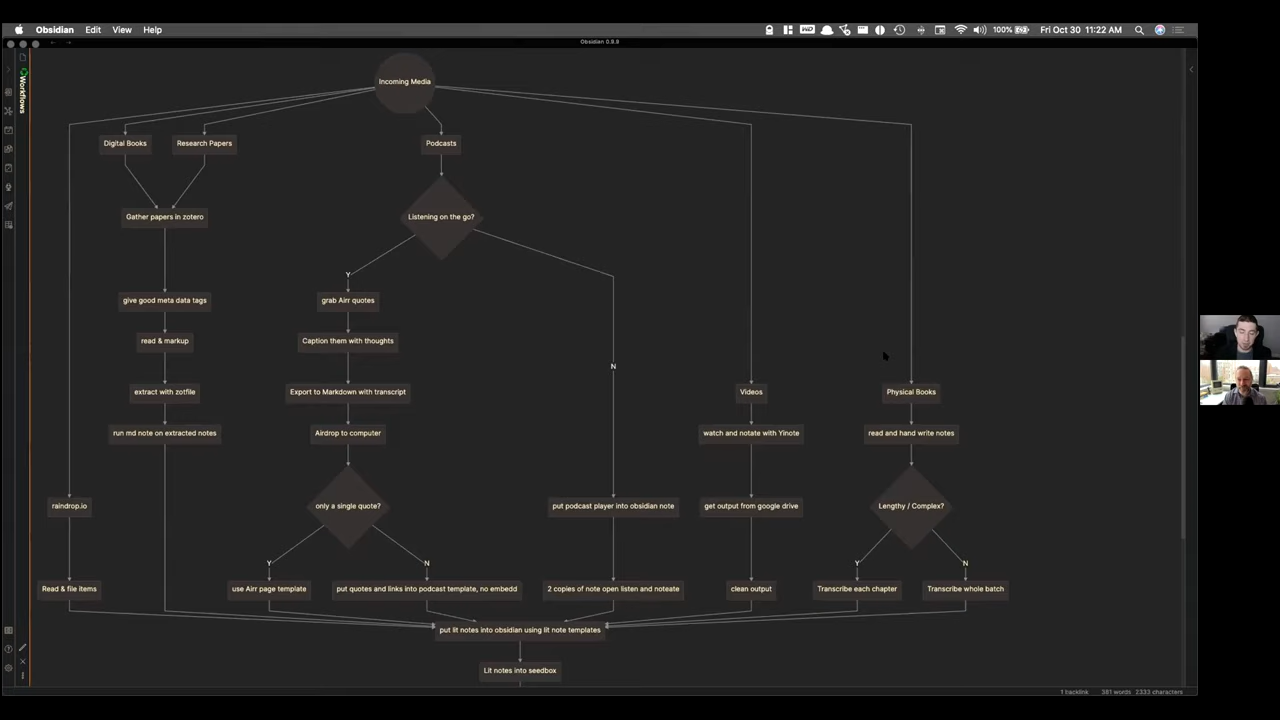 Obsidian Edit View Help
100% Fri Oct 30 11:22 AM
Obsidian 0.9.9
Workflows
Incoming Media
Digital Books Research Papers Podcasts
Gather papers in zotero Listening on the go?
Y
give good meta data tags grab Airr quotes
read & markup Caption them with thoughts
N
extract with zotfile Export to Markdown with transcript Videos Physical Books
run md note on extracted notes Airdrop to computer watch and notate with Yinote read and hand write notes
raindrop.io only a single quote? put podcast player into obsidian note get output from google drive Lengthy / Complex?
Y N Y N
Read & file items use Airr page template put quotes and links into podcast template, no embedd 2 copies of note open listen and noteate clean output Transcribe each chapter Transcribe whole batch
put lit notes into obsidian using lit note templates
Lit notes into seedbox
1 backlink 381 words 2333 characters